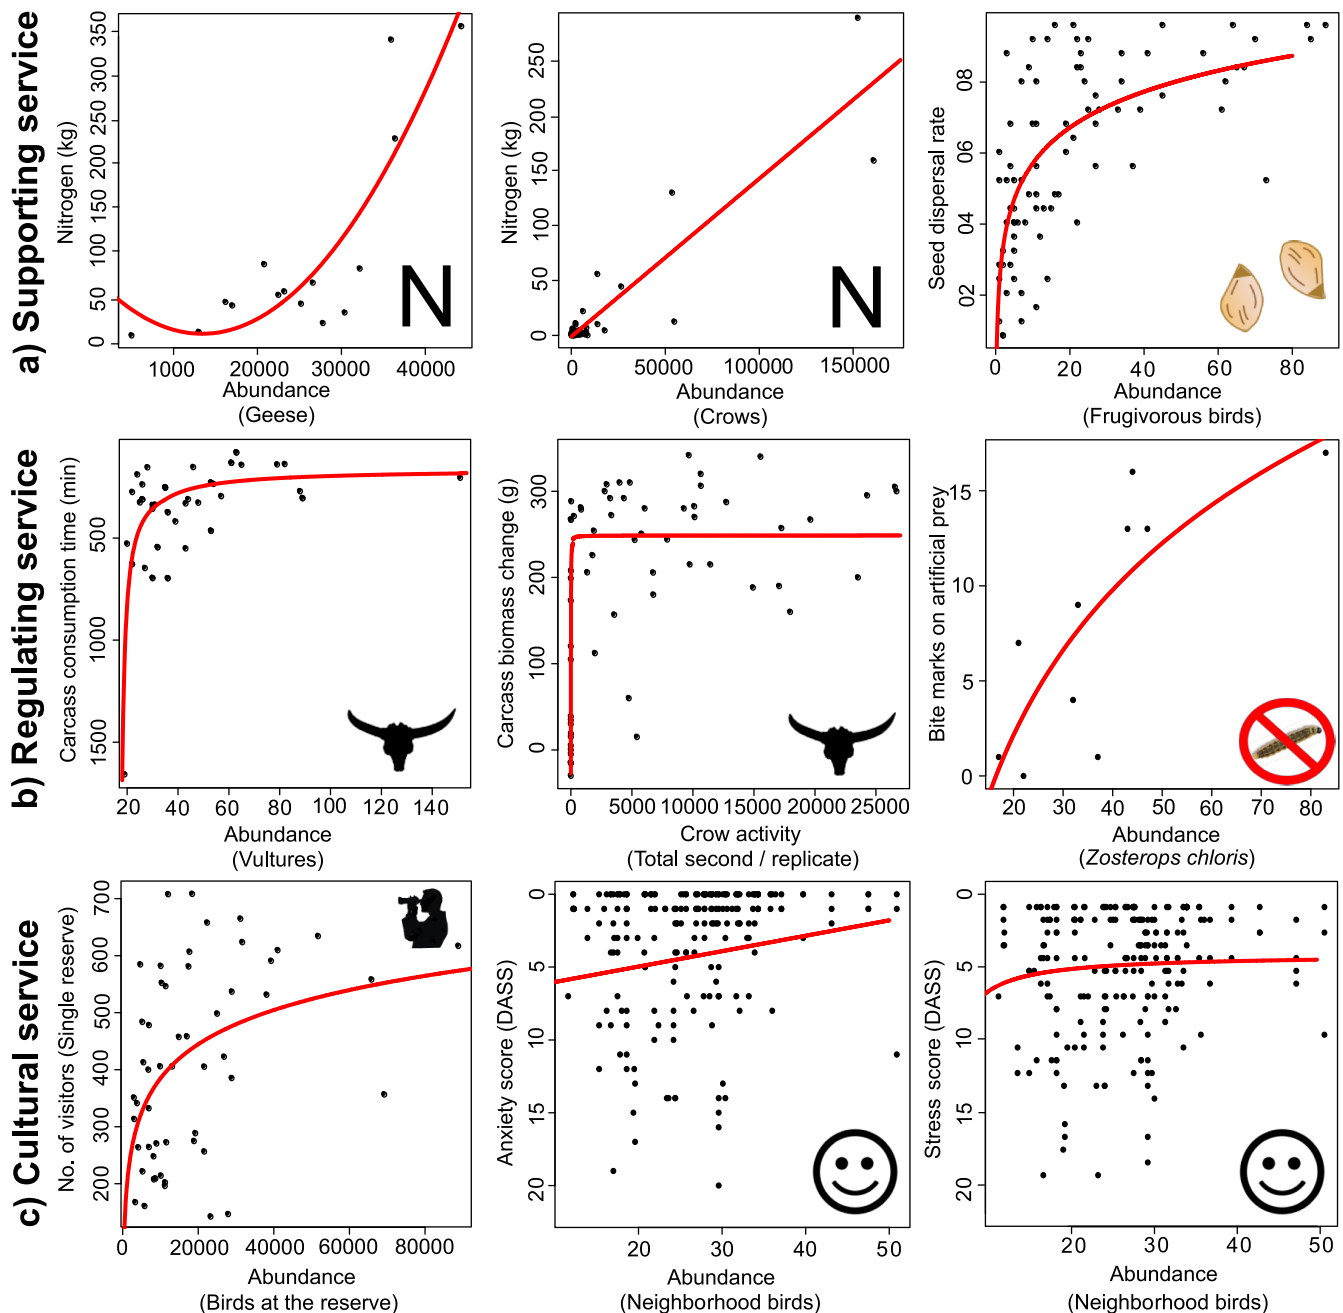 a) Supporting service
Nitrogen (kg)
350
300
250
200
150
100
50
0
N
1000 20000 30000 40000
Abundance
(Geese)
Nitrogen (kg)
250
200
150
100
50
0
N
0 50000 100000 150000
Abundance
(Crows)
Seed dispersal rate
08
06
04
02
0 20 40 60 80
Abundance
(Frugivorous birds)
b) Regulating service
Carcass consumption time (min)
500
1000
1500
20 40 60 80 100 120 140
Abundance
(Vultures)
Carcass biomass change (g)
300
200
100
0
0 5000 10000 15000 20000 25000
Crow activity
(Total second / replicate)
Bite marks on artificial prey
15
10
5
0
20 30 40 50 60 70 80
Abundance
(Zosterops chloris)
c) Cultural service
No. of visitors (Single reserve)
700
600
500
400
300
200
0 20000 40000 60000 80000
Abundance
(Birds at the reserve)
Anxiety score (DASS)
0
5
10
15
20
20 30 40 50
Abundance
(Neighborhood birds)
Stress score (DASS)
0
5
10
15
20
20 30 40 50
Abundance
(Neighborhood birds)